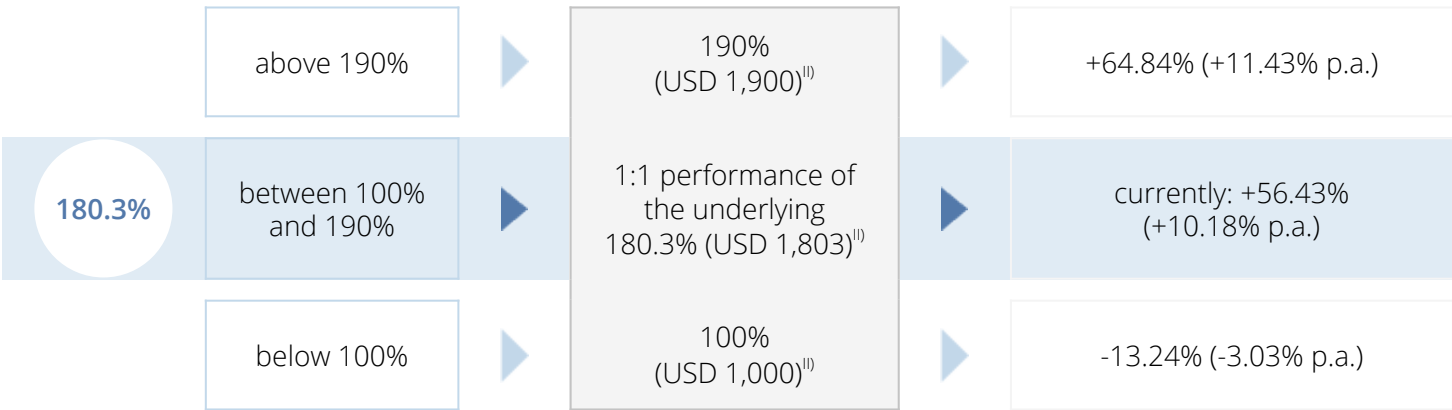 above 190%
190%
(USD 1,900)II)
+64.84% (+11.43% p.a.)
180.3%
between 100%
and 190%
1:1 performance of
the underlying
180.3% (USD 1,803)II)
currently: +56.43%
(+10.18% p.a.)
below 100%
100%
(USD 1,000)II)
-13.24% (-3.03% p.a.)